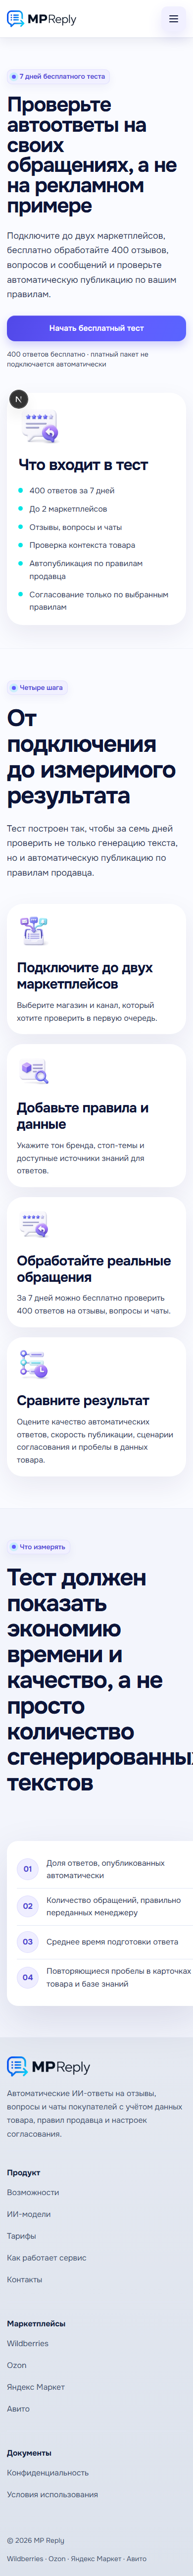 MPReply
7 дней бесплатного теста
Проверьте
автоответы на
своих
обращениях, а не
на рекламном
примере
Подключите до двух маркетплейсов,
бесплатно обработайте 400 отзывов,
вопросов и сообщений и проверьте
автоматическую публикацию по вашим
правилам.
Начать бесплатный тест
400 ответов бесплатно · платный пакет не
подключается автоматически
N
Что входит в тест
400 ответов за 7 дней
До 2 маркетплейсов
Отзывы, вопросы и чаты
Проверка контекста товара
Автопубликация по правилам
продавца
Согласование только по выбранным
правилам
Четыре шага
От
подключения
до измеримого
результата
Тест построен так, чтобы за семь дней
проверить не только генерацию текста,
но и автоматическую публикацию по
правилам продавца.
Подключите до двух
маркетплейсов
Выберите магазин и канал, который
хотите проверить в первую очередь.
Добавьте правила и
данные
Укажите тон бренда, стоп-темы и
доступные источники знаний для
ответов.
Обработайте реальные
обращения
За 7 дней можно бесплатно проверить
400 ответов на отзывы, вопросы и чаты.
Сравните результат
Оцените качество автоматических
ответов, скорость публикации, сценарии
согласования и пробелы в данных
товара.
Что измерять
Тест должен
показать
экономию
времени и
качество, а не
просто
количество
сгенерированных
текстов
01 Доля ответов, опубликованных
автоматически
02 Количество обращений, правильно
переданных менеджеру
03 Среднее время подготовки ответа
04 Повторяющиеся пробелы в карточках
товара и базе знаний
MPReply
Автоматические ИИ-ответы на отзывы,
вопросы и чаты покупателей с учётом данных
товара, правил продавца и настроек
согласования.
Продукт
Возможности
ИИ-модели
Тарифы
Как работает сервис
Контакты
Маркетплейсы
Wildberries
Ozon
Яндекс Маркет
Авито
Документы
Конфиденциальность
Условия использования
© 2026 MP Reply
Wildberries · Ozon · Яндекс Маркет · Авито